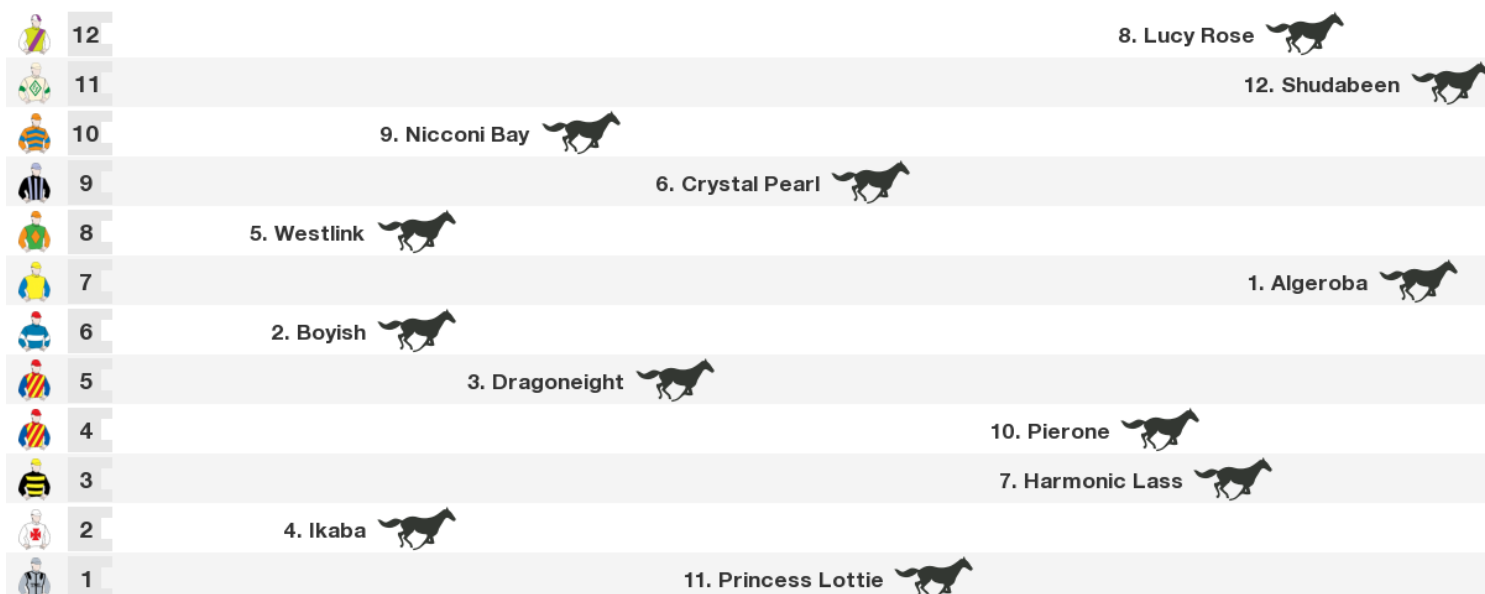 12 8. Lucy Rose
11 12. Shudabeen
10 9. Nicconi Bay
9 6. Crystal Pearl
8 5. Westlink
7 1. Algeroba
6 2. Boyish
5 3. Dragoneight
4 10. Pierone
3 7. Harmonic Lass
2 4. Ikaba
1 11. Princess Lottie